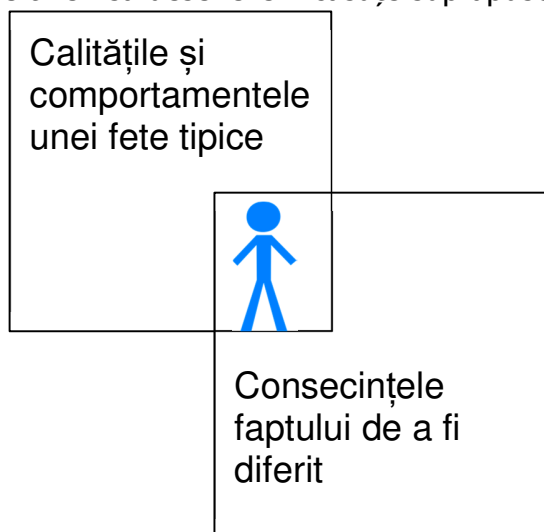 Calitățile și
comportamentele
unei fete tipice
Consecințele
faptului de a fi
diferit